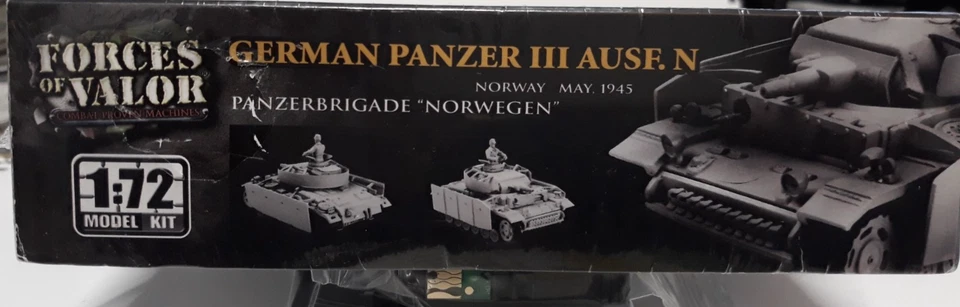 FORCES
OF VALOR
COMBAT PROVEN MACHINES
1:72
MODEL KIT
GERMAN PANZER III AUSF. N
NORWAY MAY, 1945
PANZERBRIGADE "NORWEGEN"